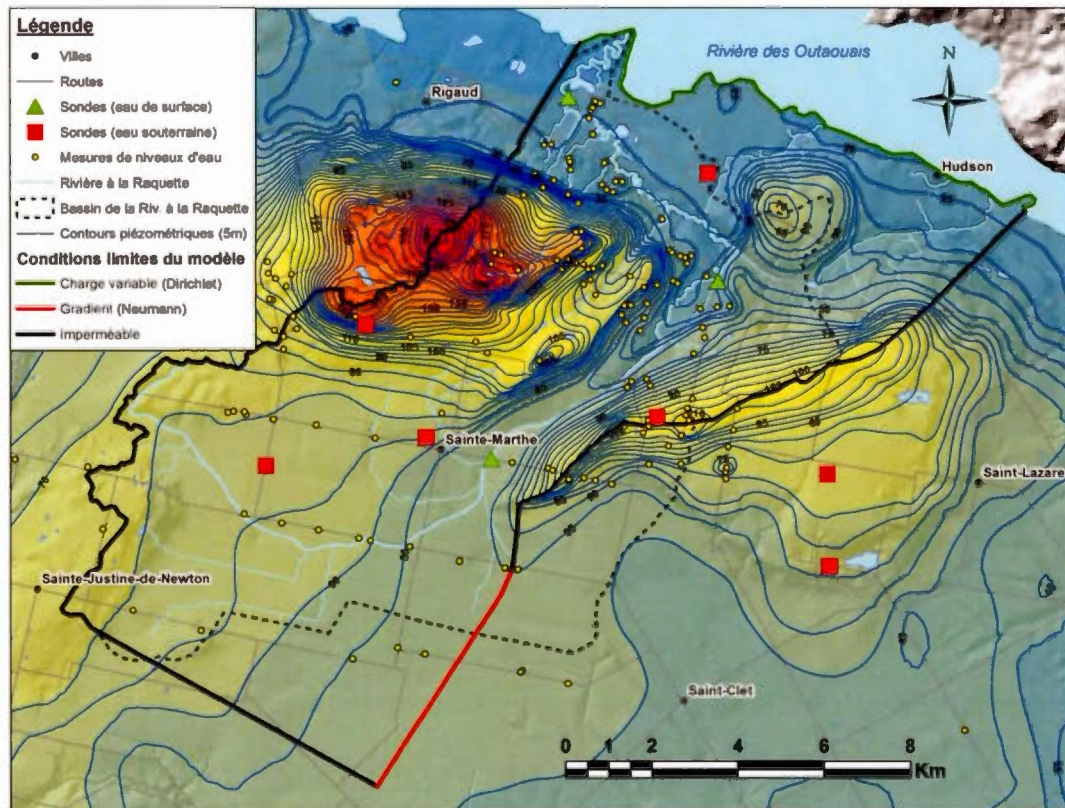 Légende
Villes
Routes
Sondes (eau de surface)
Sondes (eau souterraine)
Mesures de niveaux d'eau
Rivière à la Raquette
Bassin de la Riv. à la Raquette
Contours piézométriques (5m)
Conditions limites du modèle
Charge variable (Dirichlet)
Gradient (Neumann)
Imperméable
Rivière des Outaouais
N
Rigaud
Hudson
Sainte-Marthe
Saint-Lazare
Sainte-Justine-de-Newton
Saint-Clet
0 1 2 4 6 8
Km